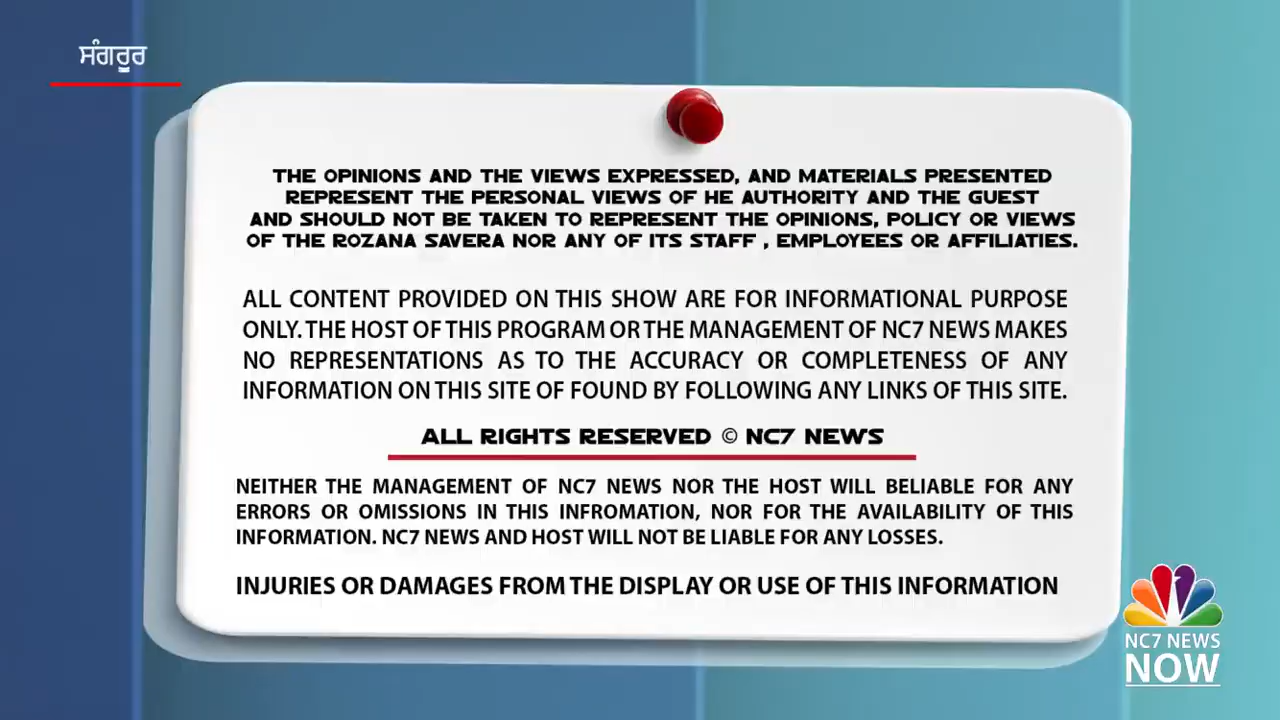 ਸੰਗਰੂਰ
THE OPINIONS AND THE VIEWS EXPRESSED, AND MATERIALS PRESENTED
REPRESENT THE PERSONAL VIEWS OF HE AUTHORITY AND THE GUEST
AND SHOULD NOT BE TAKEN TO REPRESENT THE OPINIONS, POLICY OR VIEWS
OF THE ROZANA SAVERA NOR ANY OF ITS STAFF , EMPLOYEES OR AFFILIATIES.
ALL CONTENT PROVIDED ON THIS SHOW ARE FOR INFORMATIONAL PURPOSE
ONLY. THE HOST OF THIS PROGRAM OR THE MANAGEMENT OF NC7 NEWS MAKES
NO REPRESENTATIONS AS TO THE ACCURACY OR COMPLETENESS OF ANY
INFORMATION ON THIS SITE OF FOUND BY FOLLOWING ANY LINKS OF THIS SITE.
ALL RIGHTS RESERVED © NC7 NEWS
NEITHER THE MANAGEMENT OF NC7 NEWS NOR THE HOST WILL BELIABLE FOR ANY
ERRORS OR OMISSIONS IN THIS INFROMATION, NOR FOR THE AVAILABILITY OF THIS
INFORMATION. NC7 NEWS AND HOST WILL NOT BE LIABLE FOR ANY LOSSES.
INJURIES OR DAMAGES FROM THE DISPLAY OR USE OF THIS INFORMATION
NC7 NEWS
NOW